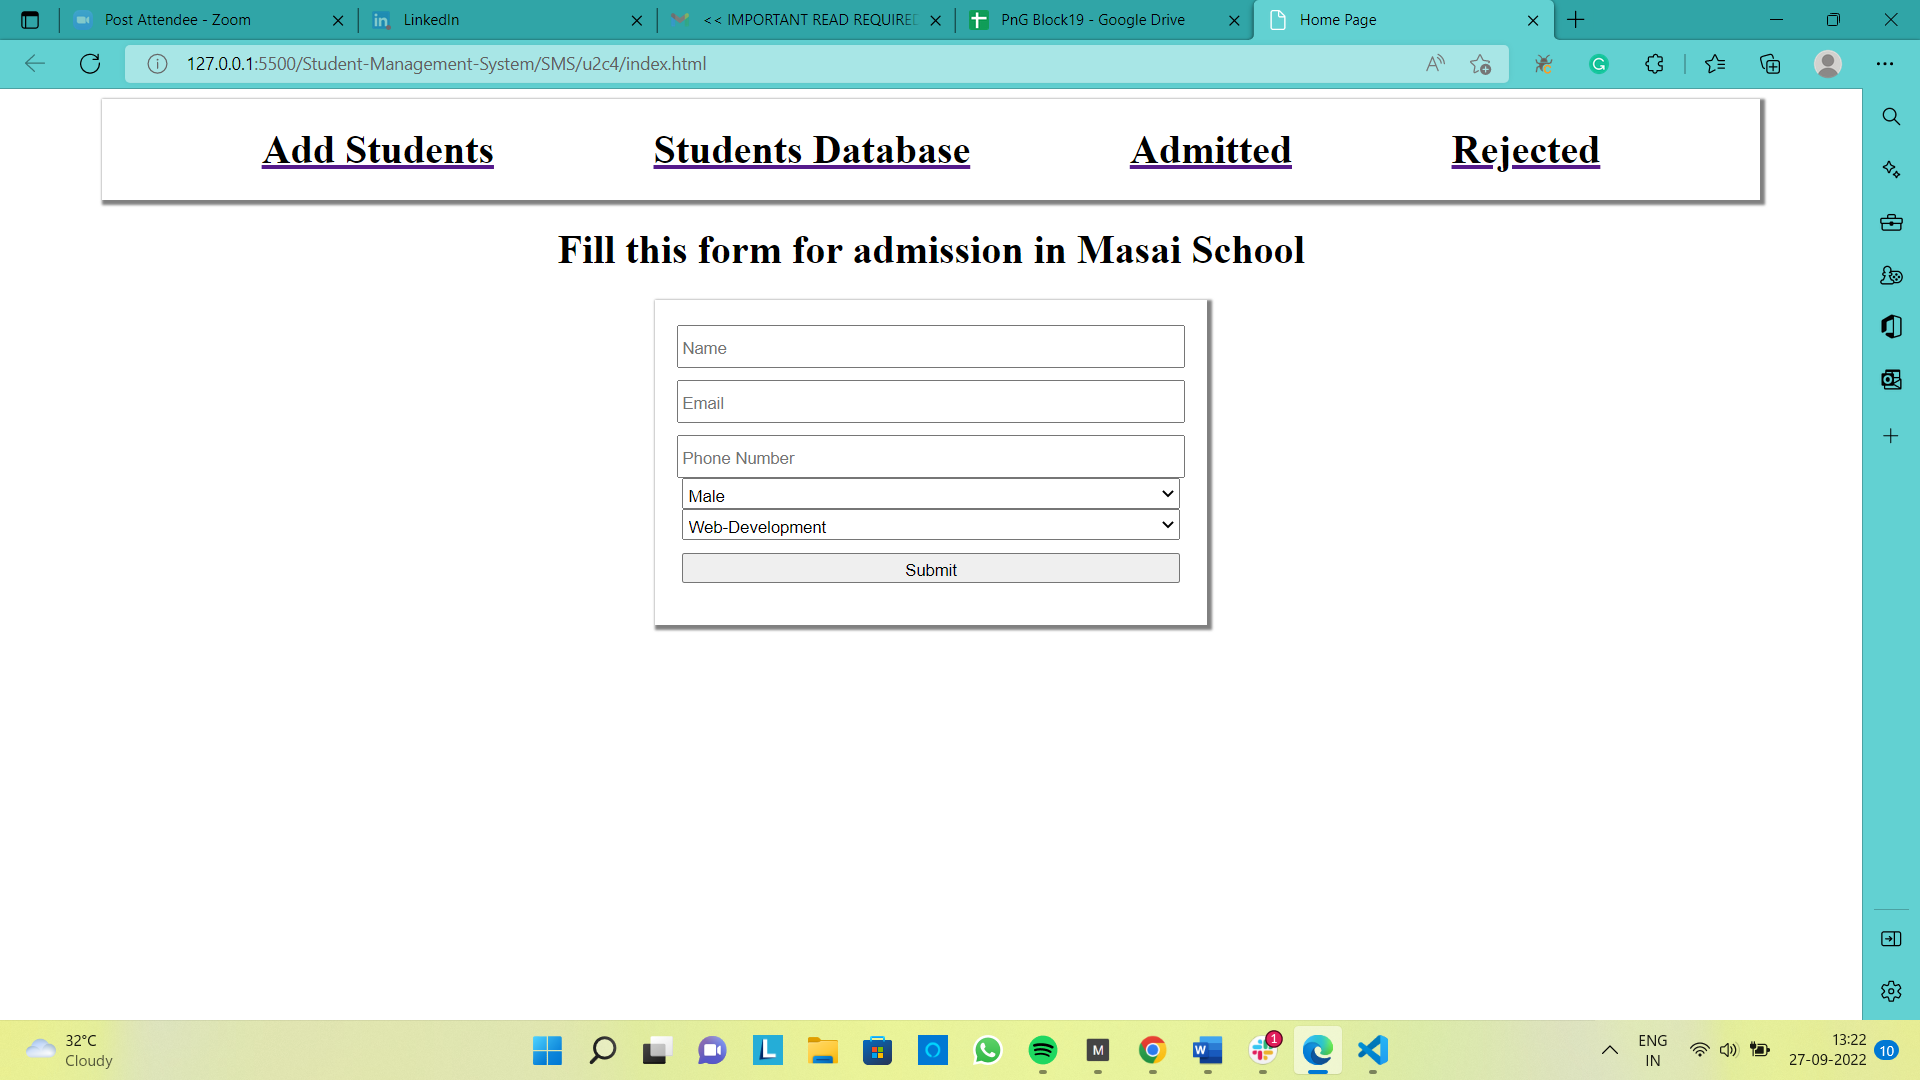 Post Attendee - Zoom
LinkedIn
<< IMPORTANT READ REQUIRED
PnG Block19 - Google Drive
Home Page
127.0.0.1:5500/Student-Management-System/SMS/u2c4/index.html
Add Students
Students Database
Admitted
Rejected
Fill this form for admission in Masai School
Name
Email
Phone Number
Male
Web-Development
Submit
32°C
Cloudy
1
ENG
IN
13:22
27-09-2022
10